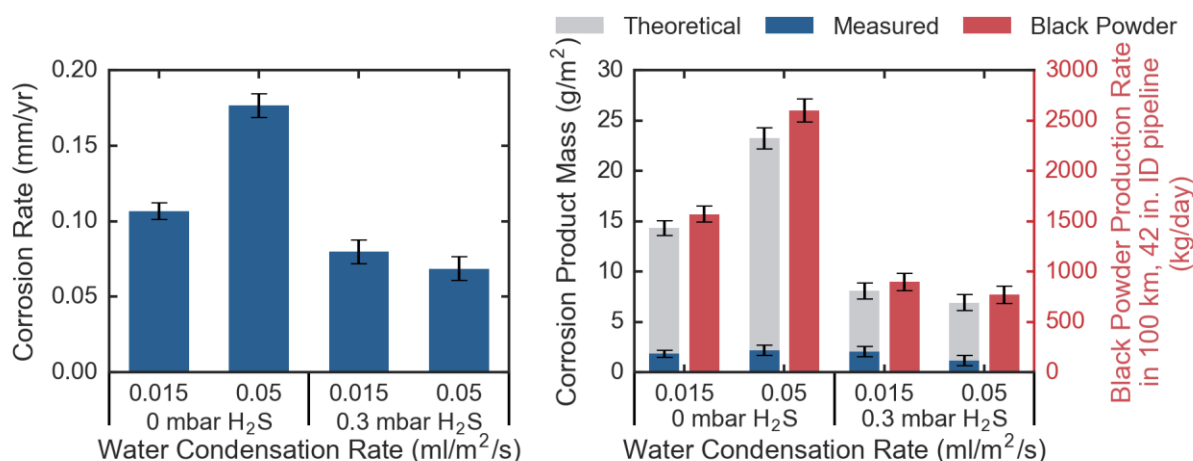 Theoretical Measured Black Powder
Corrosion Rate (mm/yr)
0.20
0.15
0.10
0.05
0.00
0.015 0.05 0.015 0.05
0 mbar H₂S 0.3 mbar H₂S
Water Condensation Rate (ml/m²/s)
Corrosion Product Mass (g/m²)
30
25
20
15
10
5
0
0.015 0.05 0.015 0.05
0 mbar H₂S 0.3 mbar H₂S
Water Condensation Rate (ml/m²/s)
3000
2500
2000
1500
1000
500
0
Black Powder Production Rate
in 100 km, 42 in. ID pipeline
(kg/day)